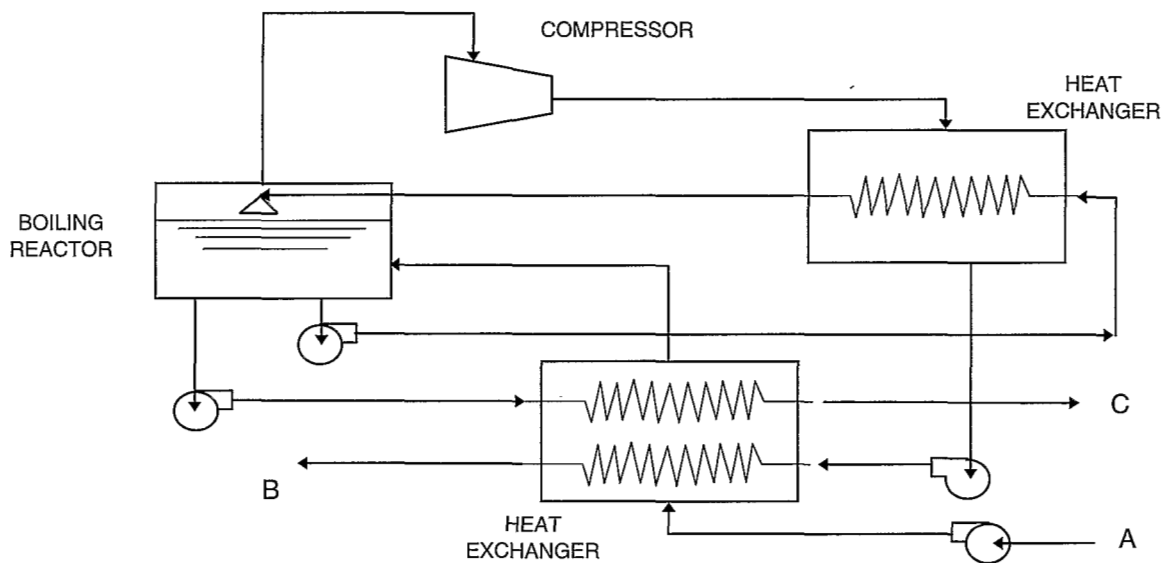 COMPRESSOR
HEAT
EXCHANGER
BOILING
REACTOR
C
B
HEAT
EXCHANGER
A